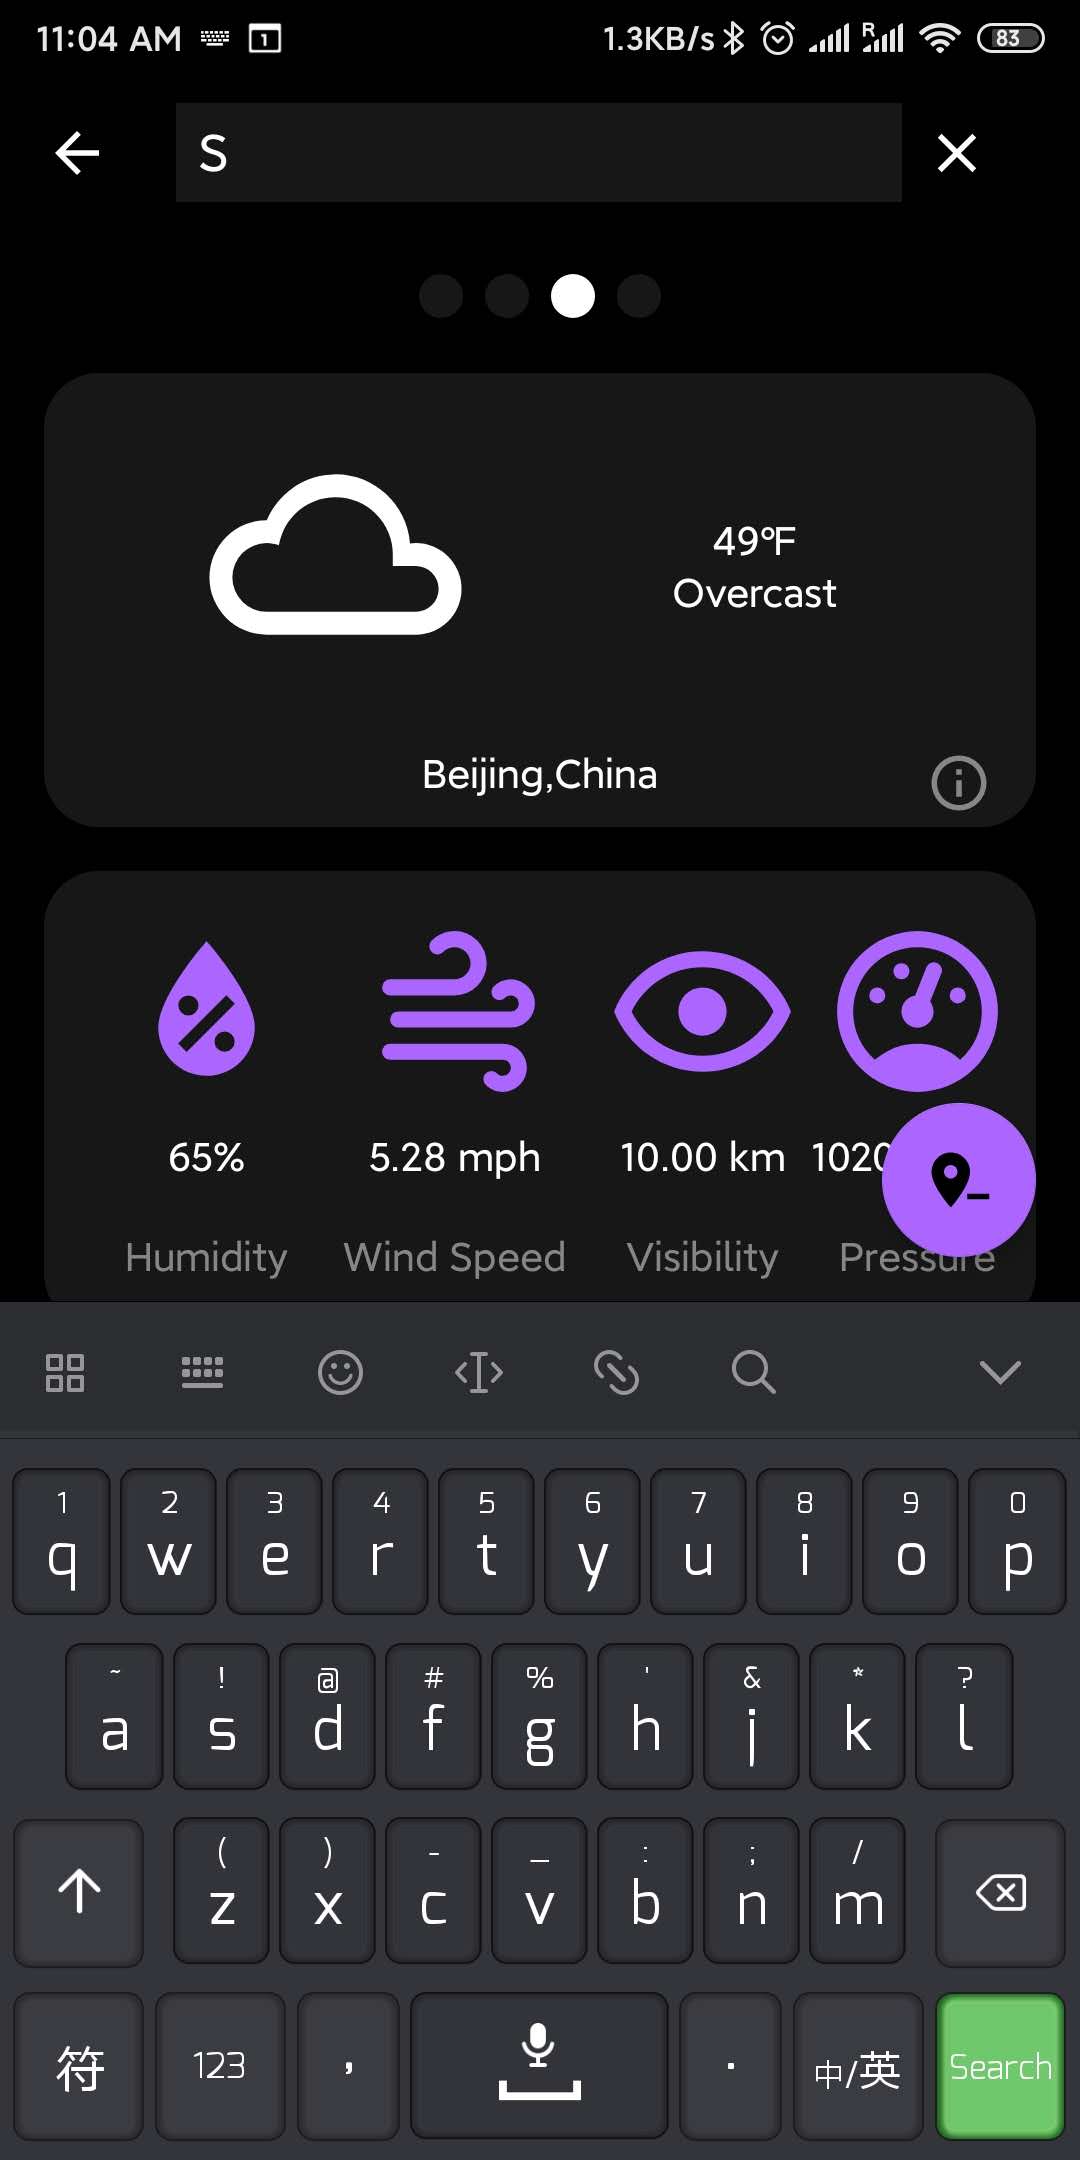 11:04 AM 1 1.3KB/s R 83
S
49°F
Overcast
Beijing,China
65% 5.28 mph 10.00 km 1020
Humidity Wind Speed Visibility Pressure
1 2 3 4 5 6 7 8 9 0
q w e r t y u i o p
~ ! @ # % ' & * ?
a s d f g h j k l
( ) - _ : ; /
z x c v b n m
符 123 , . 中/英 Search